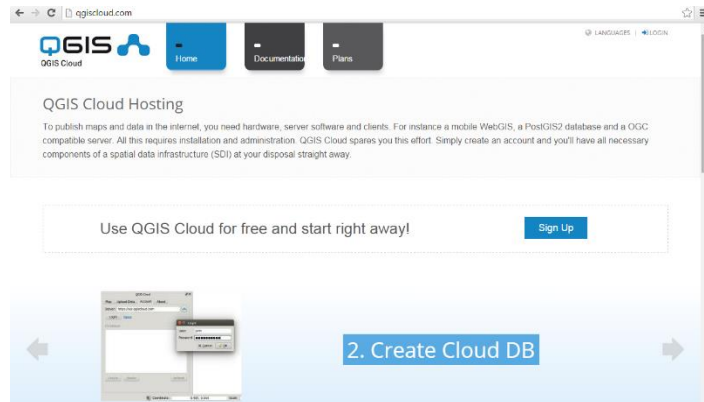 qgiscloud.com
QGIS
QGIS Cloud
Home
Documentation
Plans
LANGUAGES | LOGIN
QGIS Cloud Hosting
To publish maps and data in the internet, you need hardware, server software and clients. For instance a mobile WebGIS, a PostGIS2 database and a OGC
compatible server. All this requires installation and administration. QGIS Cloud spares you this effort. Simply create an account and you'll have all necessary
components of a spatial data infrastructure (SDI) at your disposal straight away.
Use QGIS Cloud for free and start right away!
Sign Up
2. Create Cloud DB